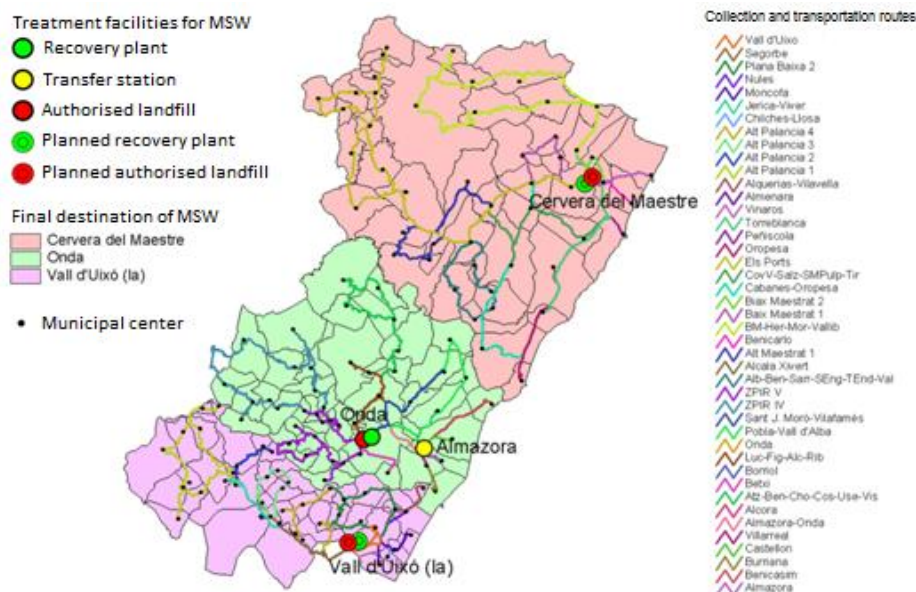 Treatment facilities for MSW
Recovery plant
Transfer station
Authorised landfill
Planned recovery plant
Planned authorised landfill
Final destination of MSW
Cervera del Maestre
Onda
Vall d'Uixó (la)
Municipal center
Cervera del Maestre
Onda
Almazora
Vall d'Uixó (la)
Collection and transportation routes
Vall d'Uixo
Segorbe
Plana Baixa 2
Nules
Moncofa
Jerica-Viver
Chilches-Llosa
Alt Palancia 4
Alt Palancia 3
Alt Palancia 2
Alt Palancia 1
Alquerias-Vilavella
Almenara
Vinaros
Torreblanca
Peñiscola
Oropesa
Els Ports
CovV-Salz-SMPulp-Tir
Cabanes-Oropesa
Biax Maestrat 2
Baix Maestrat 1
BM-Her-Mor-Vallib
Benicarlo
Alt Maestrat 1
Alcala Xivert
Alb-Ben-Sarr-SEng-TEnd-Val
ZPIR V
ZPIR IV
Sant J. Moró-Vilafamés
Pobla-Vall d'Alba
Onda
Luc-Fig-Alc-Rib
Borriol
Betxi
Atz-Ben-Cho-Cos-Use-Vis
Alcora
Almazora-Onda
Villarreal
Castellon
Burriana
Benicasim
Almazora